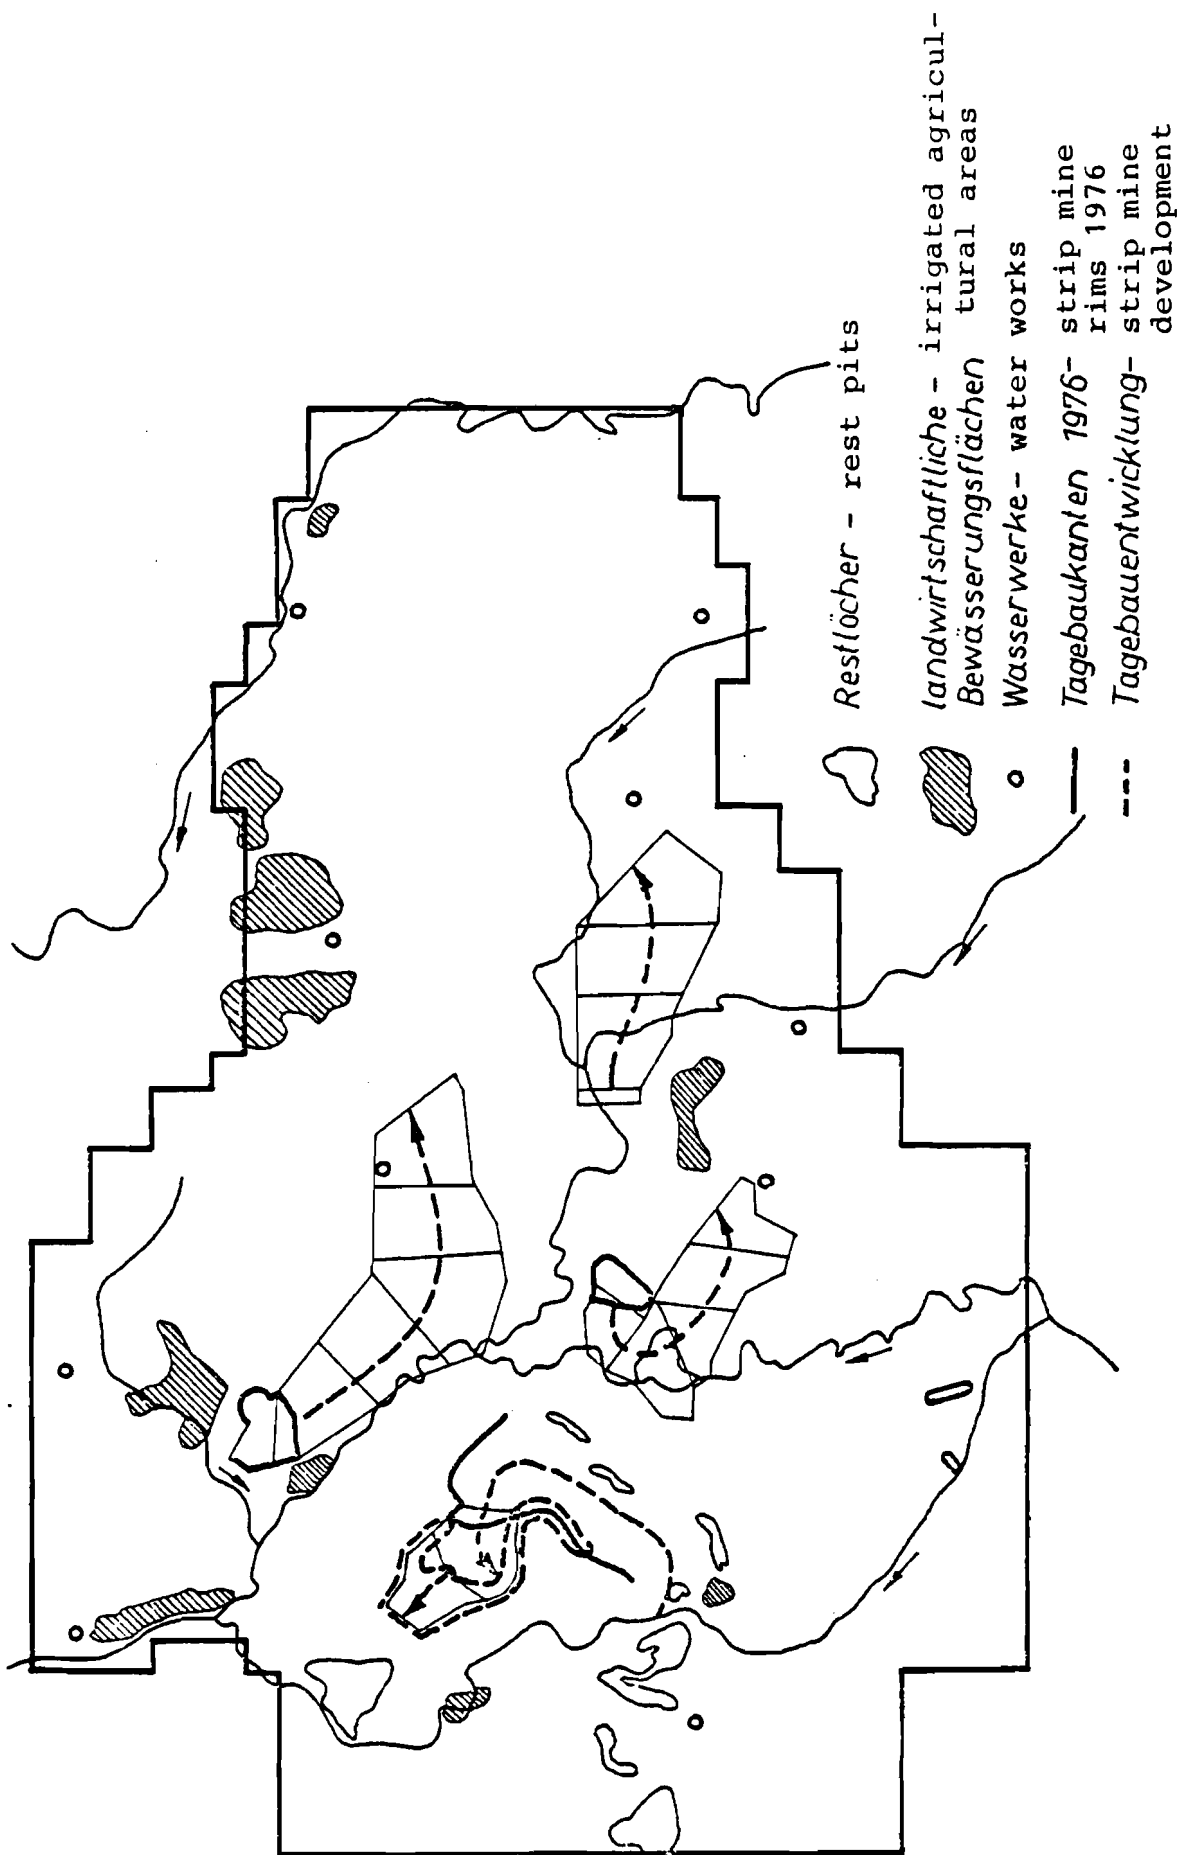 Restlöcher - rest pits
landwirtschaftliche - irrigated agricul-
Bewässerungsflächen tural areas
Wasserwerke - water works
Tagebaukanten 1976- strip mine
rims 1976
Tagebauentwicklung- strip mine
development